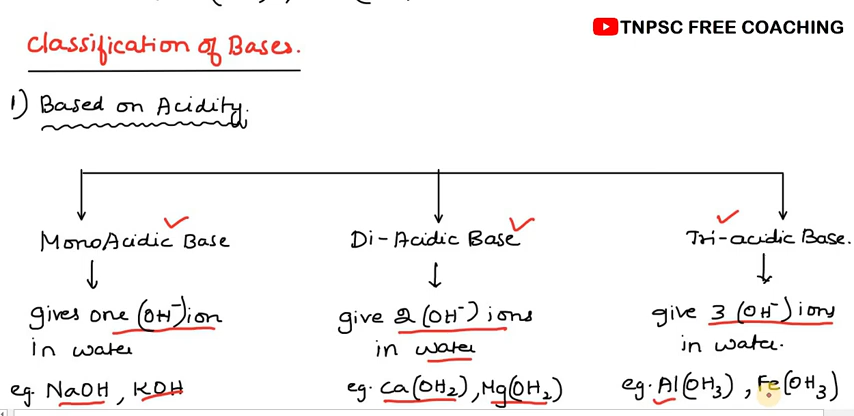 TNPSC FREE COACHING
Classification of Bases.
1) Based on Acidity.
MonoAcidic Base
Di-Acidic Base
Tri-acidic Base.
gives one (OH⁻) ion
in water
give 2 (OH⁻) ions
in water
give 3 (OH⁻) ions
in water.
eg. NaOH, KOH
eg. Ca(OH₂), Mg(OH₂)
eg. Al(OH₃), Fe(OH₃)